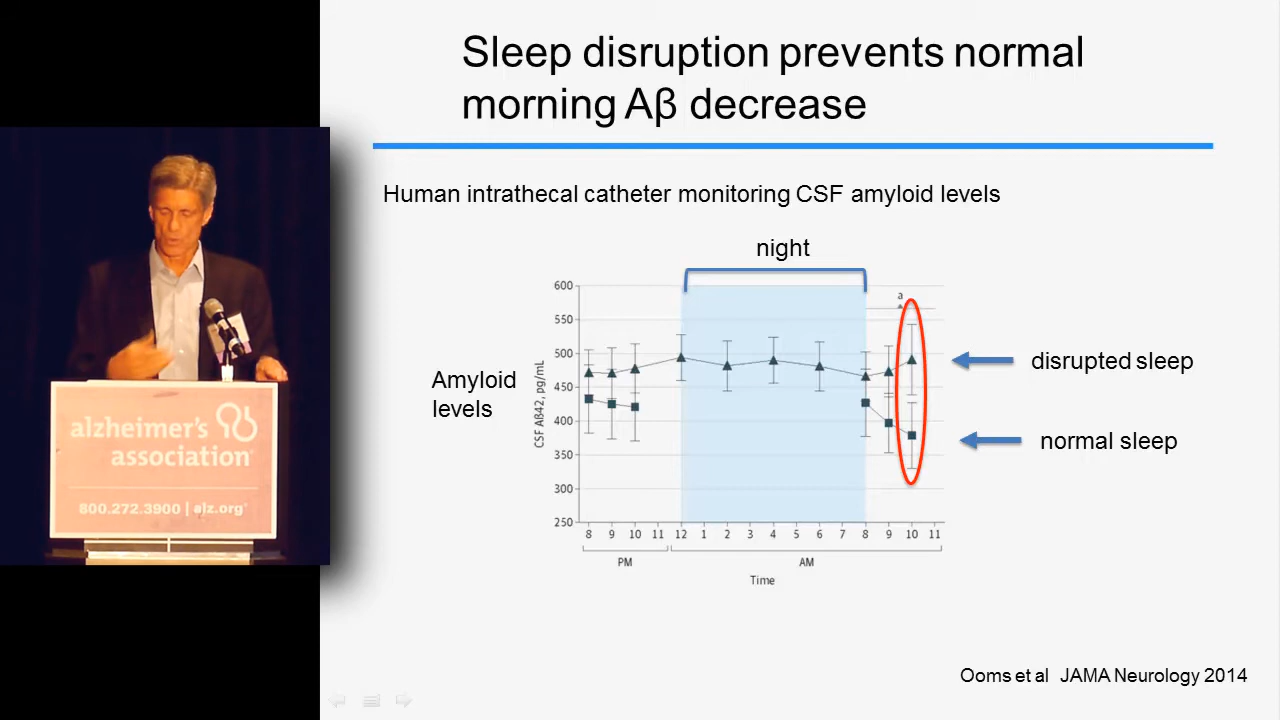 Sleep disruption prevents normal
morning Aβ decrease
Human intrathecal catheter monitoring CSF amyloid levels
night
a
600
550
500
450
400
350
300
250
CSF Aß42, pg/mL
Amyloid
levels
disrupted sleep
normal sleep
8 9 10 11 12 1 2 3 4 5 6 7 8 9 10 11
PM AM
Time
Ooms et al JAMA Neurology 2014
alzheimer's
association
800.272.3900 | alz.org